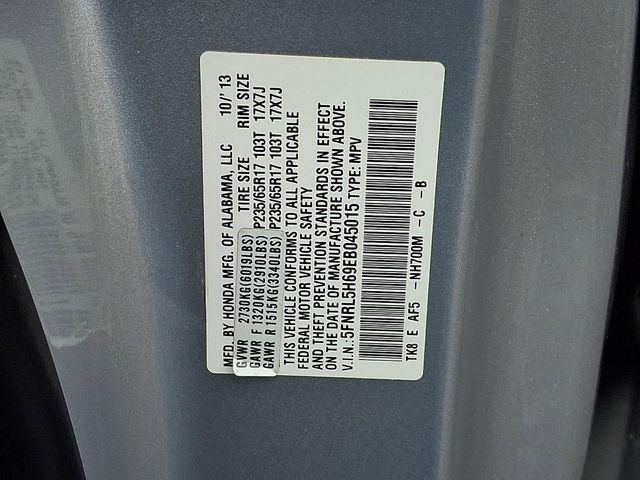 MFD. BY HONDA MFG. OF ALABAMA, LLC 10/'13
GVWR 2730KG(6019LBS) TIRE SIZE RIM SIZE
GAWR F 1320KG(2910LBS) P235/65R17 103T 17X7J
GAWR R 1515KG(3340LBS) P235/65R17 103T 17X7J
THIS VEHICLE CONFORMS TO ALL APPLICABLE
FEDERAL MOTOR VEHICLE SAFETY
AND THEFT PREVENTION STANDARDS IN EFFECT
ON THE DATE OF MANUFACTURE SHOWN ABOVE.
V.I.N.:5FNRL5H69EB045015 TYPE: MPV
TK8 E AF5 -NH700M -C -B